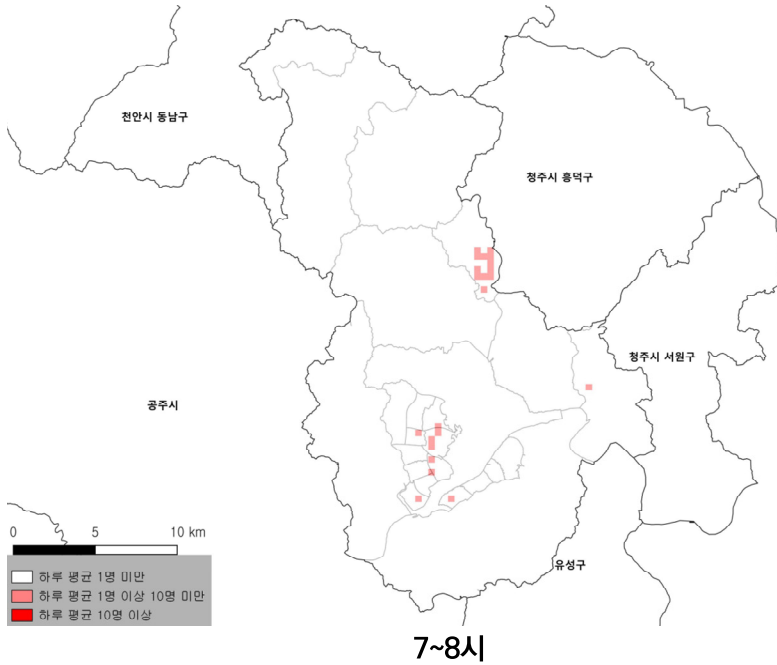 천안시 동남구
청주시 흥덕구
청주시 서원구
공주시
0 5 10 km
하루 평균 1명 미만
하루 평균 1명 이상 10명 미만
하루 평균 10명 이상
유성구
7~8시